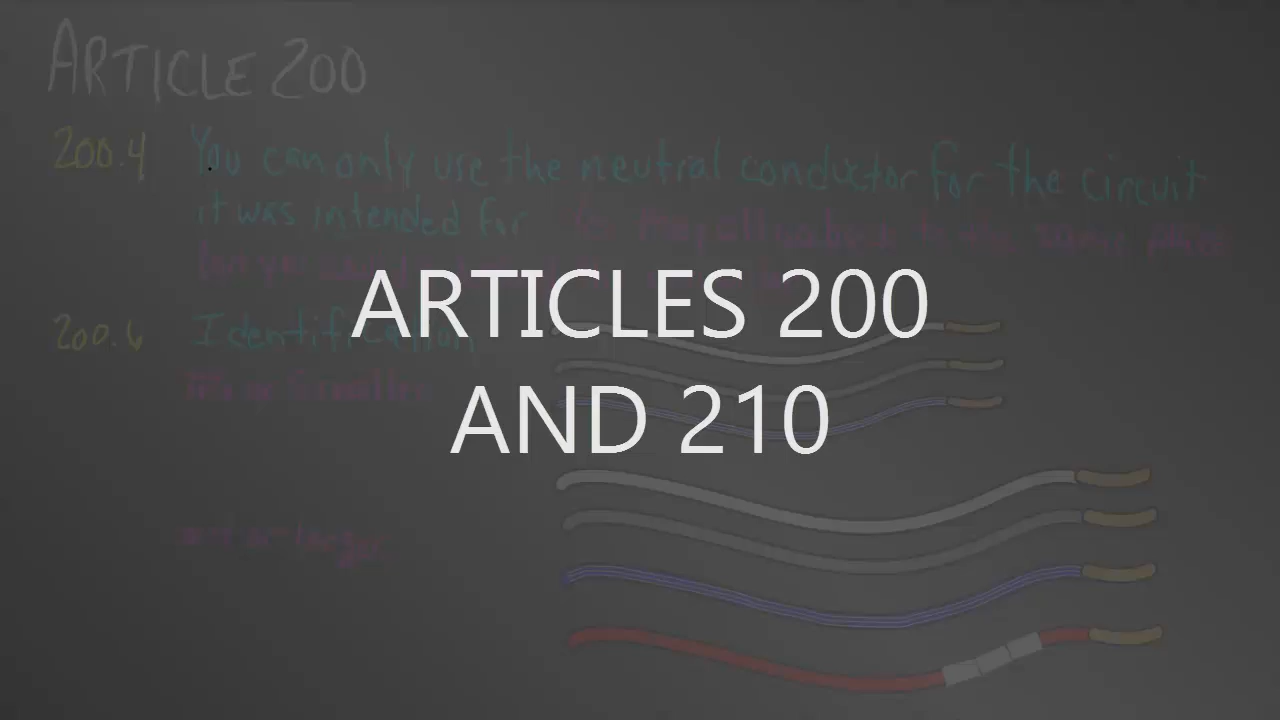 ARTICLE 200
200.4 You can only use the neutral conductor for the circuit
it was intended for
ARTICLES 200
200.6 Identification
AND 210